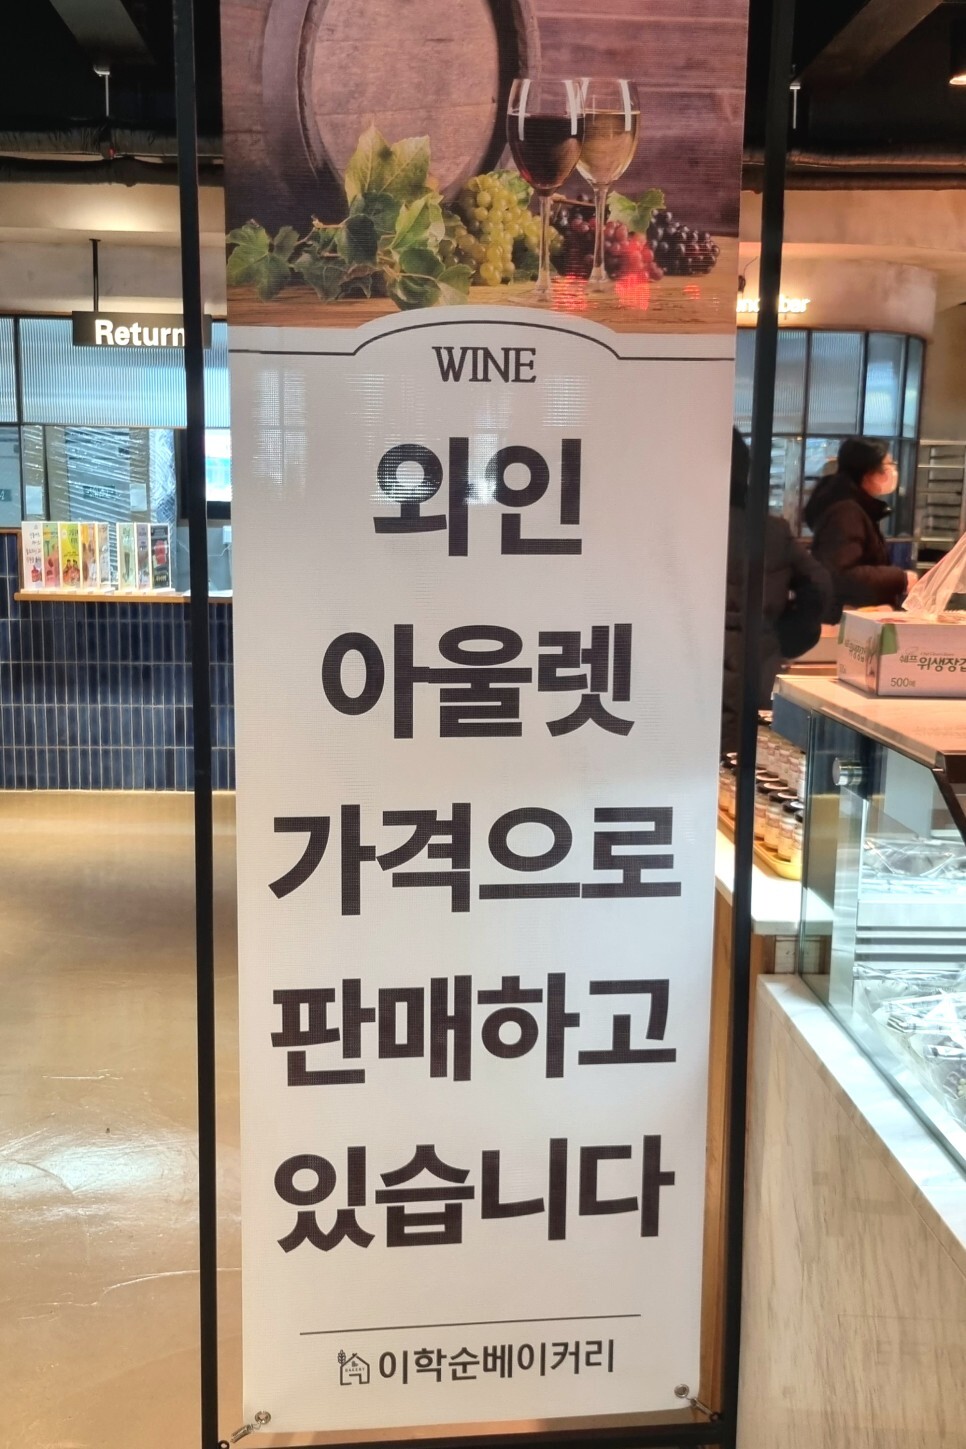 Return
WINE
와인
아울렛
가격으로
판매하고
있습니다
이학순베이커리
위생장갑
500매